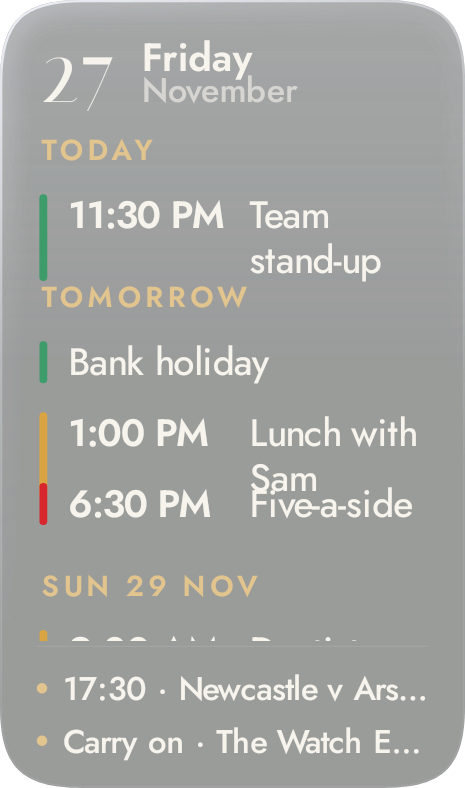 27 Friday
November
TODAY
11:30 PM Team
stand-up
TOMORROW
Bank holiday
1:00 PM Lunch with
Sam
6:30 PM Five-a-side
SUN 29 NOV
17:30 · Newcastle v Ars...
Carry on · The Watch E...